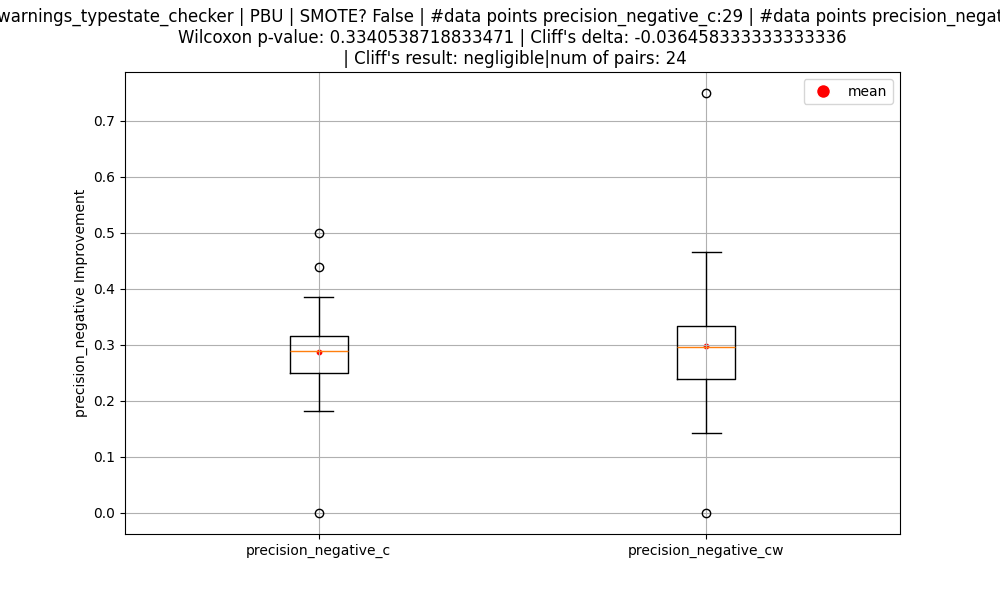 warnings_typestate_checker | PBU | SMOTE? False | #data points precision_negative_c:29 | #data points
Wilcoxon p-value: 0.3340538718833471 | Cliff's delta: -0.036458333333333336
| Cliff's result: negligible|num of pairs: 24
mean
0.7
0.6
0.5
0.4
0.3
0.2
0.1
0.0
precision_negative Improvement
precision_negative_c
precision_negative_cw